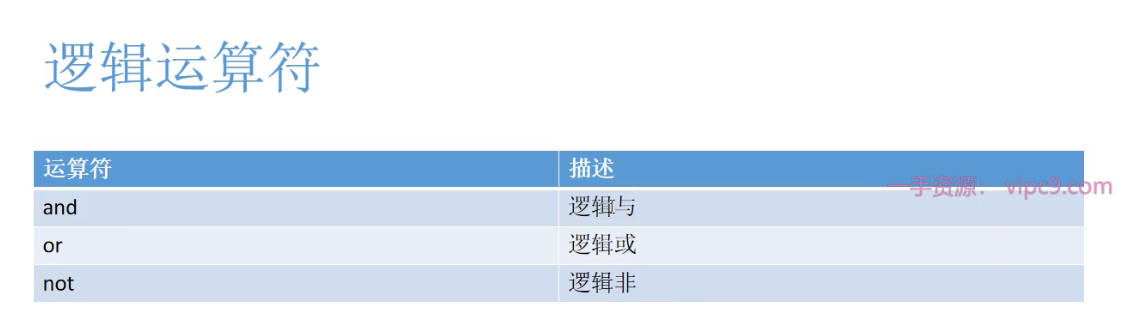 逻辑运算符
运算符 描述
一手资源： vipc9.com
and 逻辑与
or 逻辑或
not 逻辑非